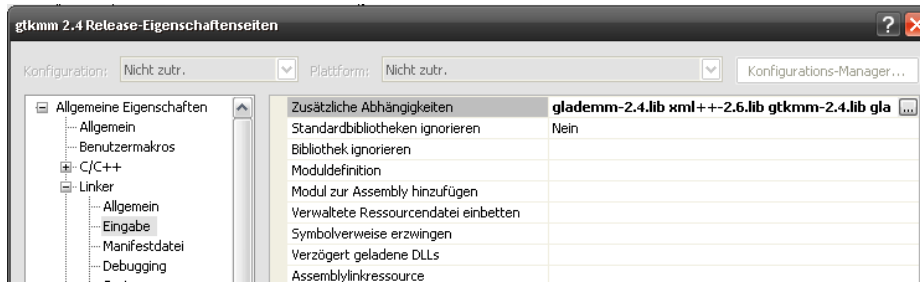 gtkmm 2.4 Release-Eigenschaftenseiten
Konfiguration: Nicht zutr. Plattform: Nicht zutr. Konfigurations-Manager...
Allgemeine Eigenschaften
Allgemein
Benutzermakros
C/C++
Linker
Allgemein
Eingabe
Manifestdatei
Debugging
Zusätzliche Abhängigkeiten glademm-2.4.lib xml++-2.6.lib gtkmm-2.4.lib gla ...
Standardbibliotheken ignorieren Nein
Bibliothek ignorieren
Moduldefinition
Modul zur Assembly hinzufügen
Verwaltete Ressourcendatei einbetten
Symbolverweise erzwingen
Verzögert geladene DLLs
Assemblylinkressource